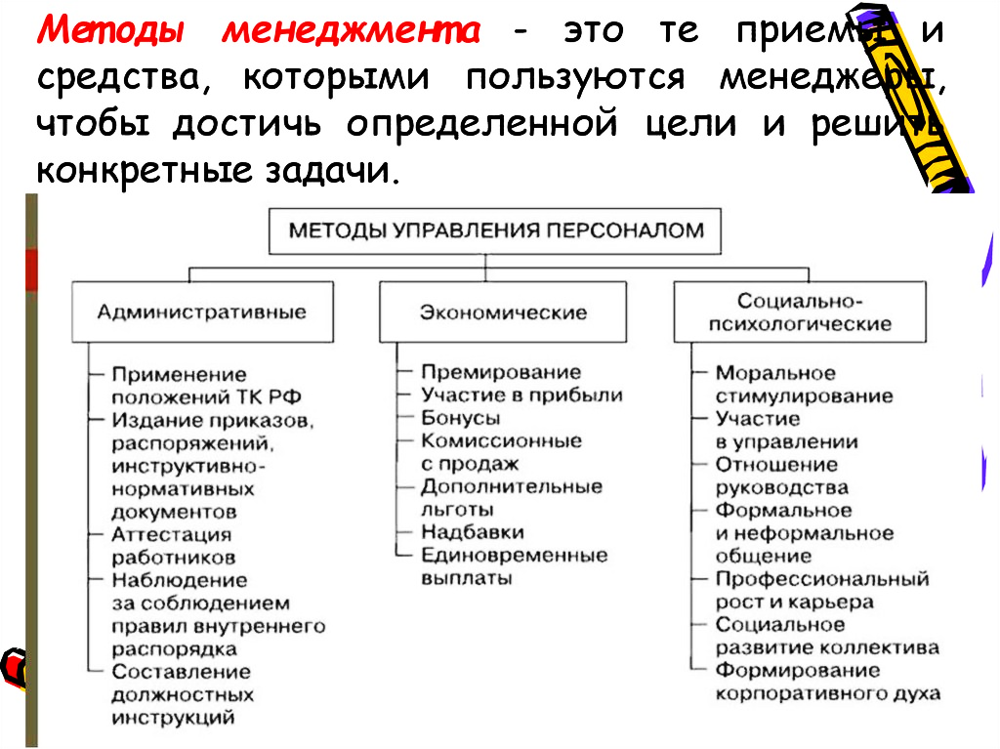 Методы менеджмента - это те приемы и
средства, которыми пользуются менеджеры,
чтобы достичь определенной цели и решить
конкретные задачи.
МЕТОДЫ УПРАВЛЕНИЯ ПЕРСОНАЛОМ
Административные
Применение
положений ТК РФ
Издание приказов,
распоряжений,
инструктивно-
нормативных
документов
Аттестация
работников
Наблюдение
за соблюдением
правил внутреннего
распорядка
Составление
должностных
инструкций
Экономические
Премирование
Участие в прибыли
Бонусы
Комиссионные
с продаж
Дополнительные
льготы
Надбавки
Единовременные
выплаты
Социально-
психологические
Моральное
стимулирование
Участие
в управлении
Отношение
руководства
Формальное
и неформальное
общение
Профессиональный
рост и карьера
Социальное
развитие коллектива
Формирование
корпоративного духа